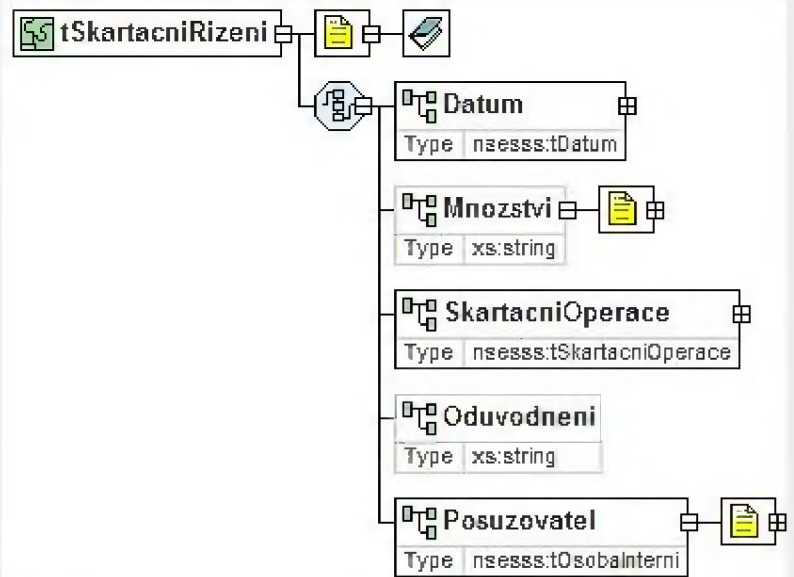 tSkartacniRizeni
Datum
Type nsesss:tDatum
Mnozstvi
Type xs:string
SkartacniOperace
Type nsesss:tSkartacniOperace
Oduvodneni
Type xs:string
Posuzovatel
Type nsesss:tOsobaInterni